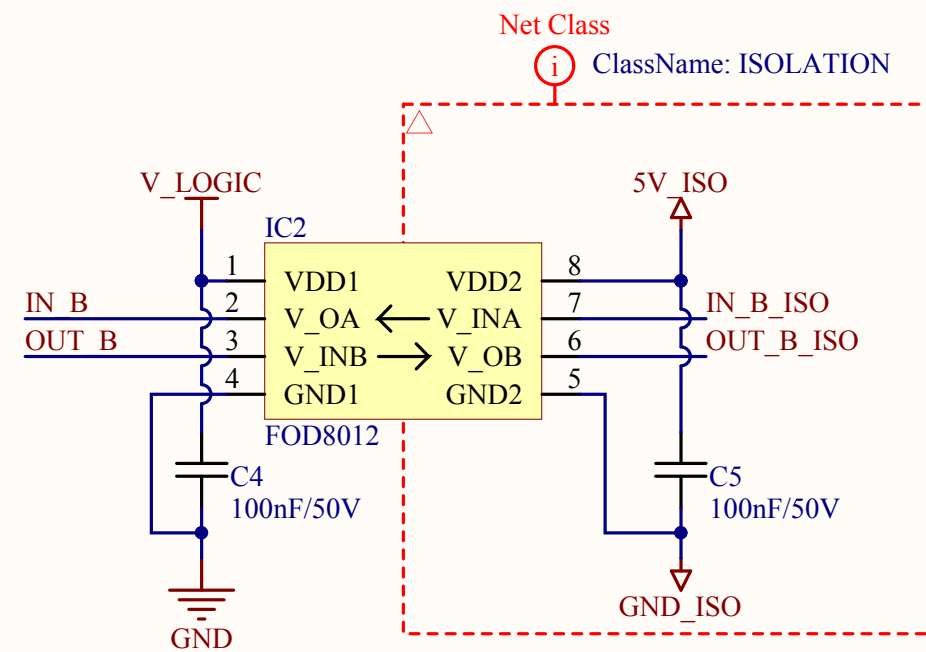 Net Class
i ClassName: ISOLATION
V_LOGIC
5V_ISO
IC2
1 VDD1 VDD2 8
IN_B 2 V_OA V_INA 7 IN_B_ISO
OUT_B 3 V_INB V_OB 6 OUT_B_ISO
4 GND1 GND2 5
FOD8012
C4
100nF/50V
C5
100nF/50V
GND
GND_ISO